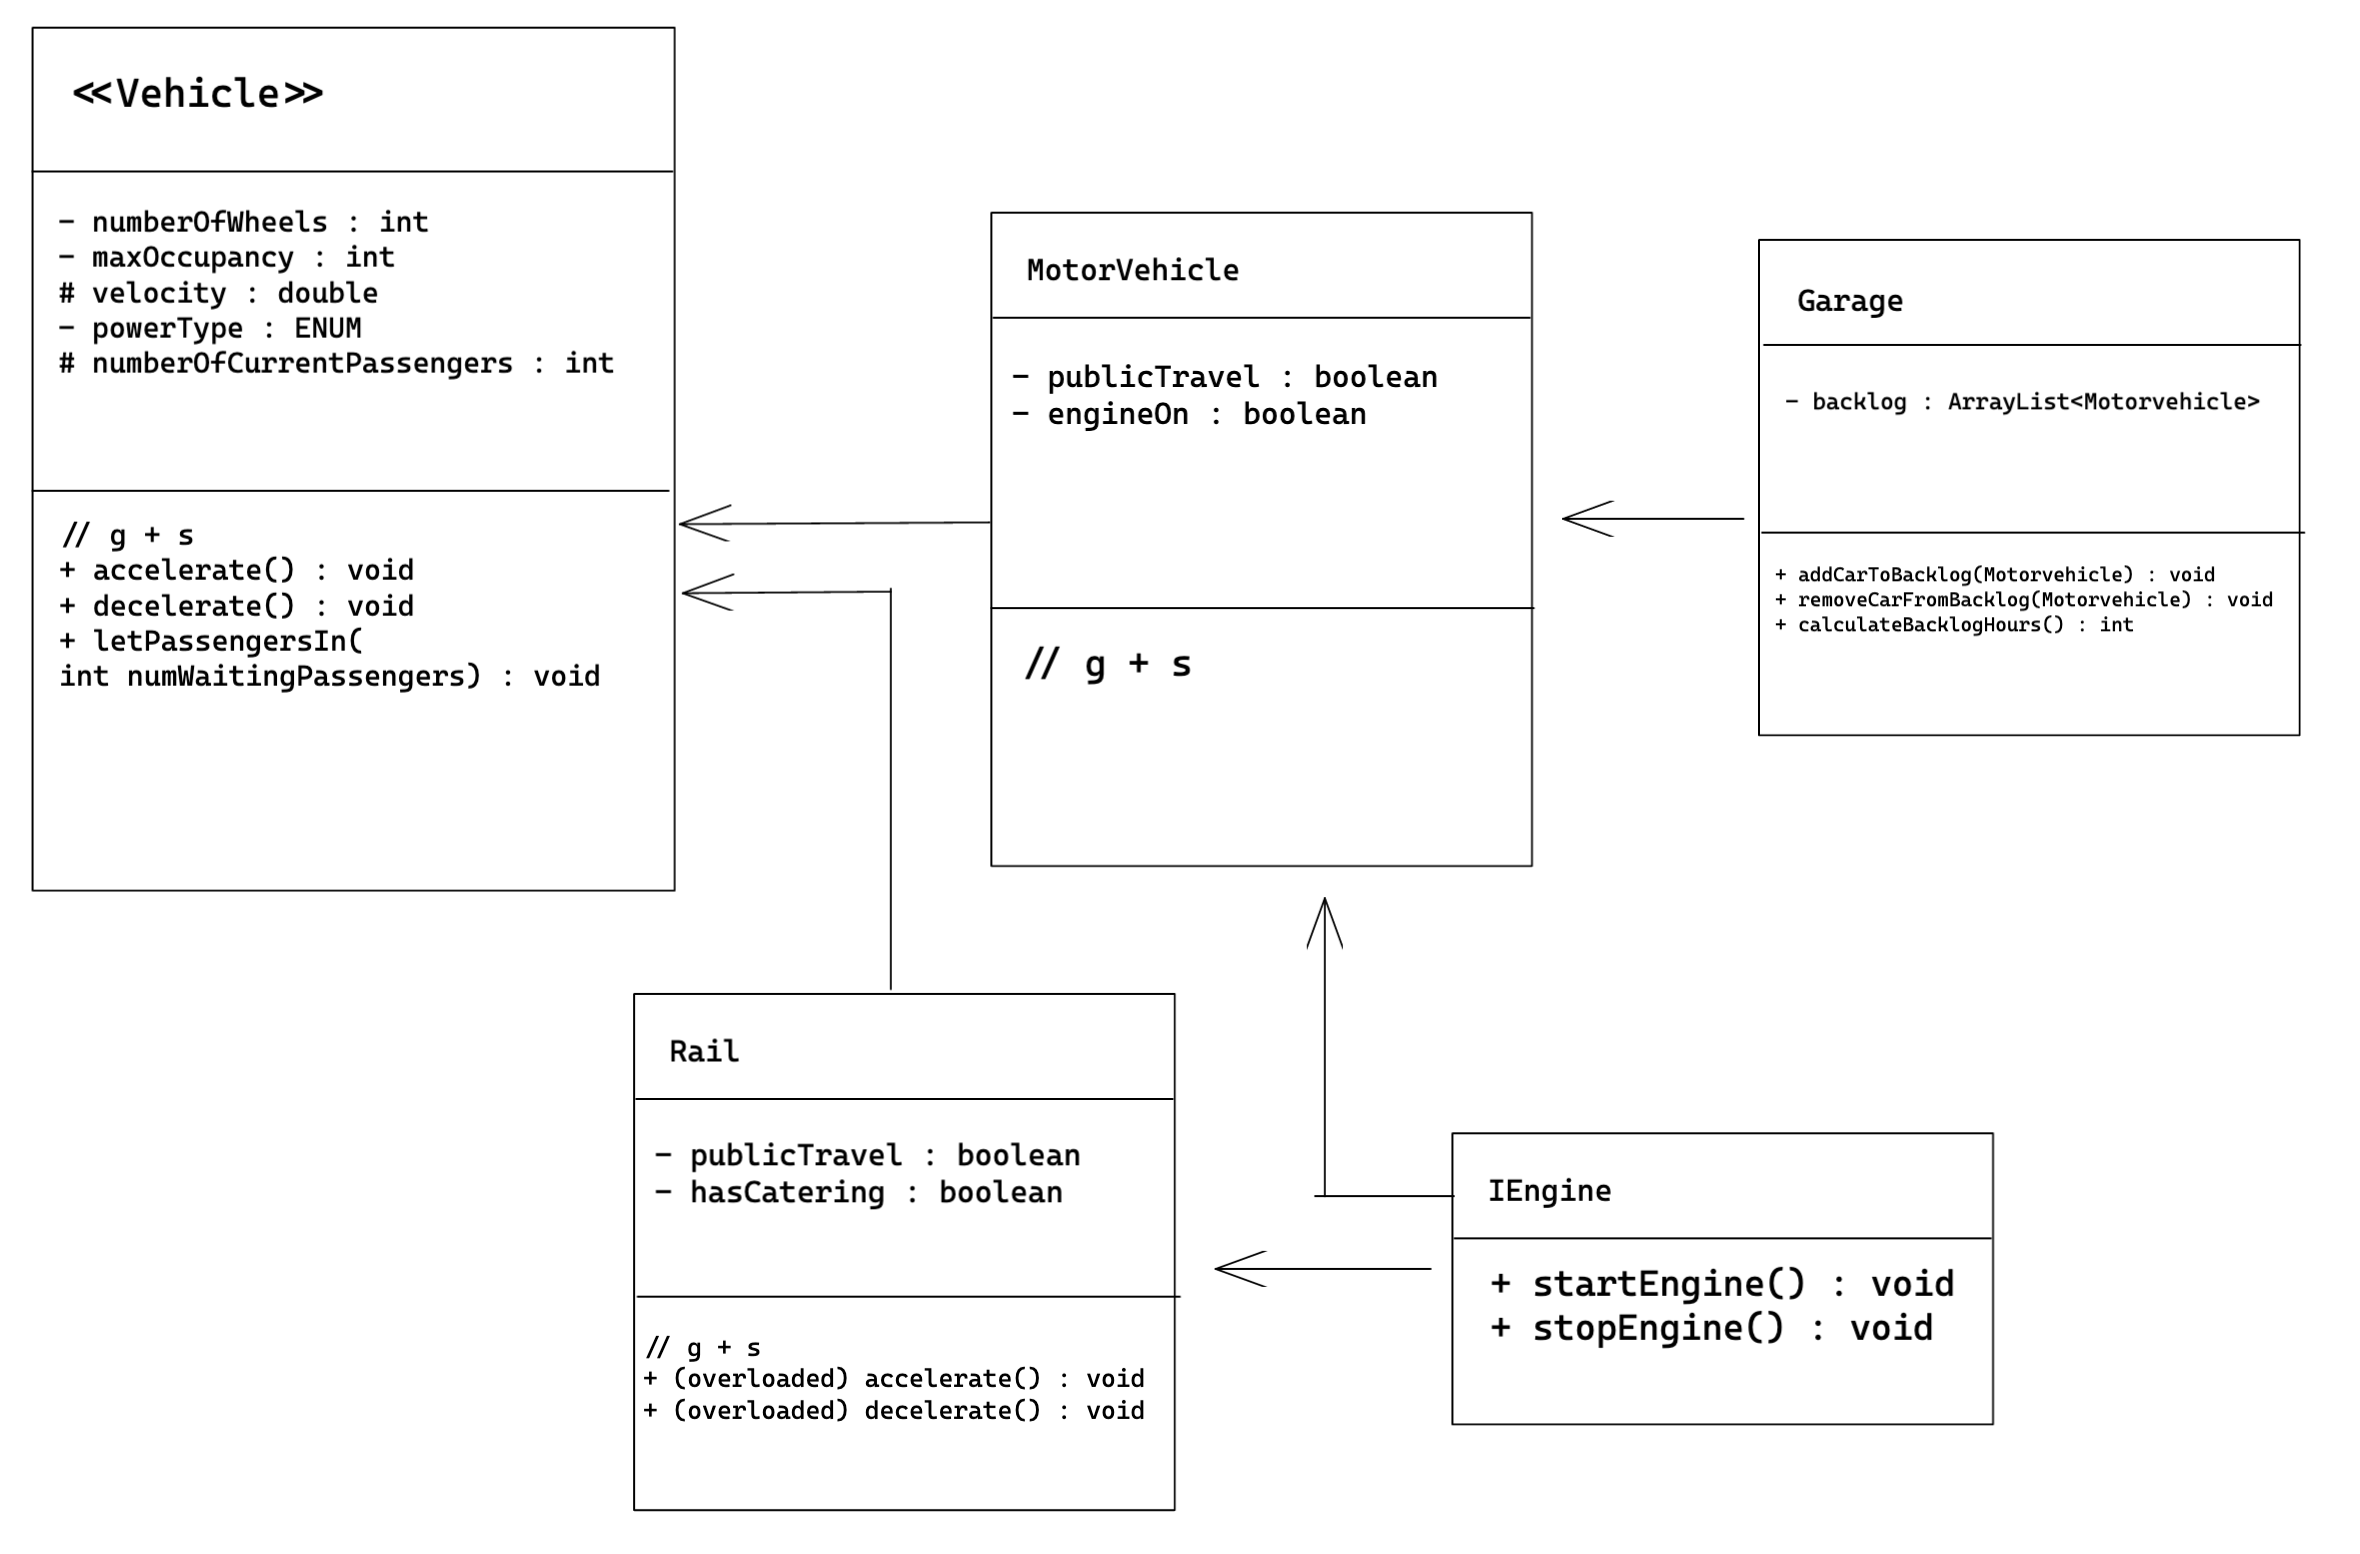 <<Vehicle>>
- numberOfWheels : int
- maxOccupancy : int
# velocity : double
- powerType : ENUM
# numberOfCurrentPassengers : int
// g + s
+ accelerate() : void
+ decelerate() : void
+ letPassengersIn(
int numWaitingPassengers) : void
MotorVehicle
- publicTravel : boolean
- engineOn : boolean
// g + s
Garage
- backlog : ArrayList<Motorvehicle>
+ addCarToBacklog(Motorvehicle) : void
+ removeCarFromBacklog(Motorvehicle) : void
+ calculateBacklogHours() : int
Rail
- publicTravel : boolean
- hasCatering : boolean
// g + s
+ (overloaded) accelerate() : void
+ (overloaded) decelerate() : void
IEngine
+ startEngine() : void
+ stopEngine() : void